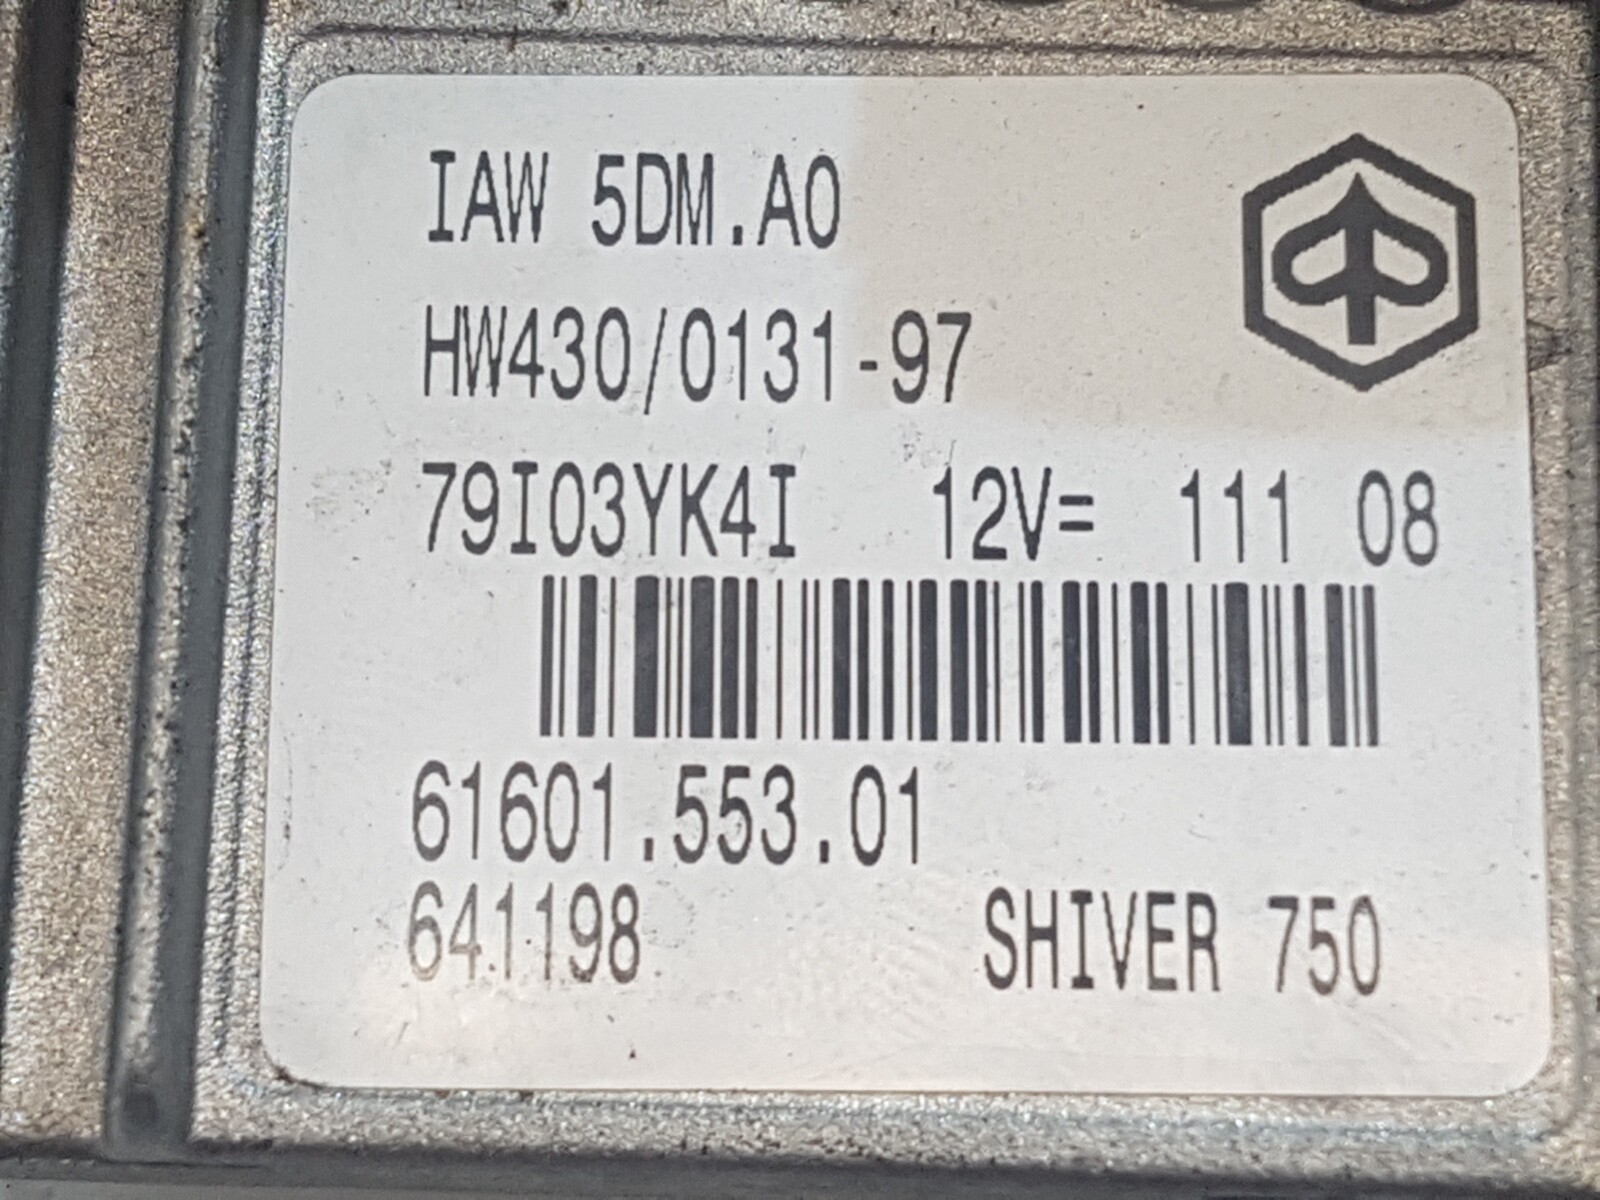 IAW 5DM.A0
HW430/0131-97
79I03YK4I 12V= 111 08
61601.553.01
641198 SHIVER 750